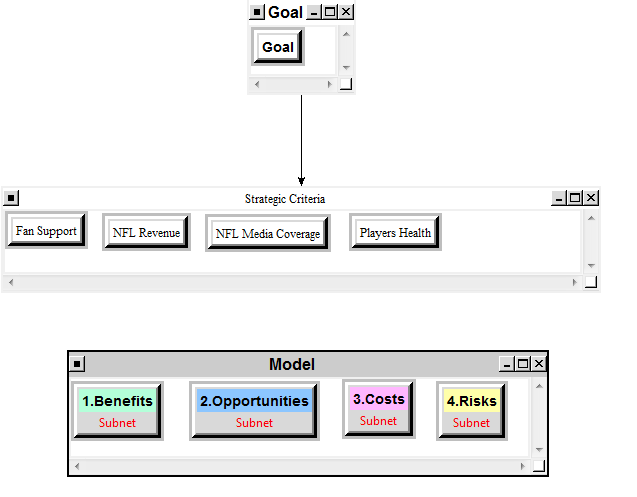 Goal
Goal
Strategic Criteria
Fan Support
NFL Revenue
NFL Media Coverage
Players Health
Model
1.Benefits
Subnet
2.Opportunities
Subnet
3.Costs
Subnet
4.Risks
Subnet